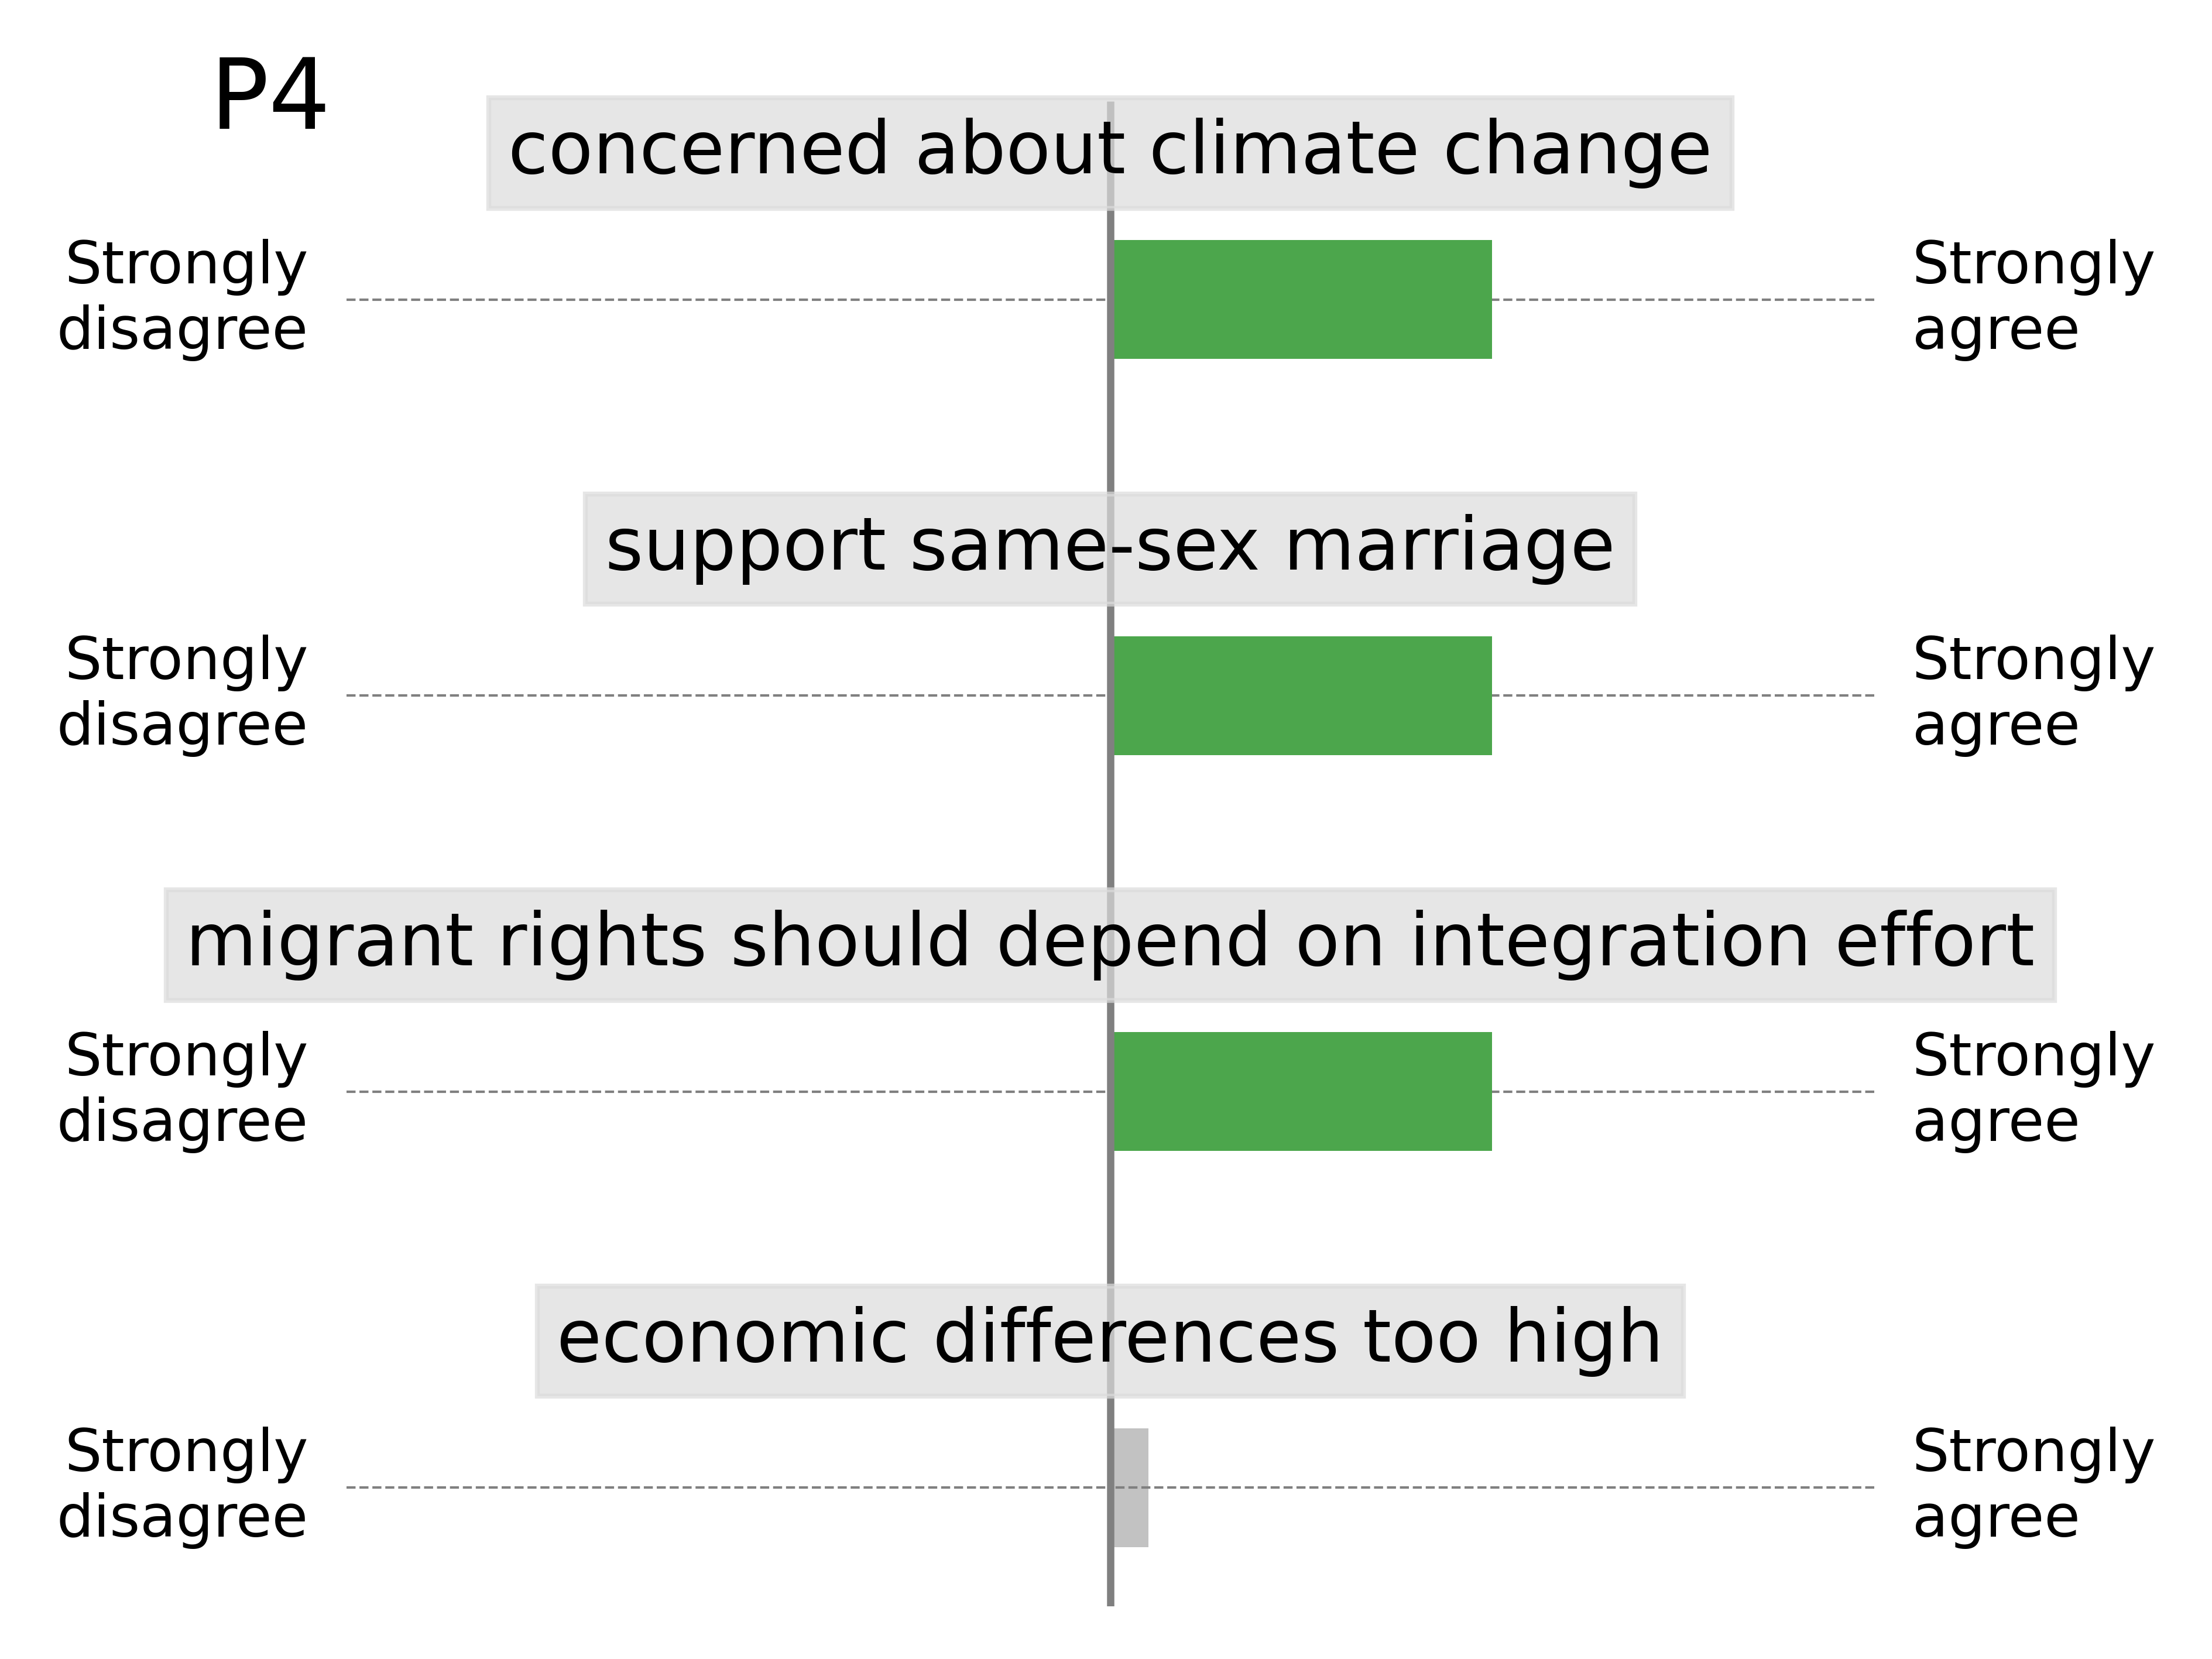 P4
concerned about climate change
Strongly
disagree
Strongly
agree
support same-sex marriage
Strongly
disagree
Strongly
agree
migrant rights should depend on integration effort
Strongly
disagree
Strongly
agree
economic differences too high
Strongly
disagree
Strongly
agree